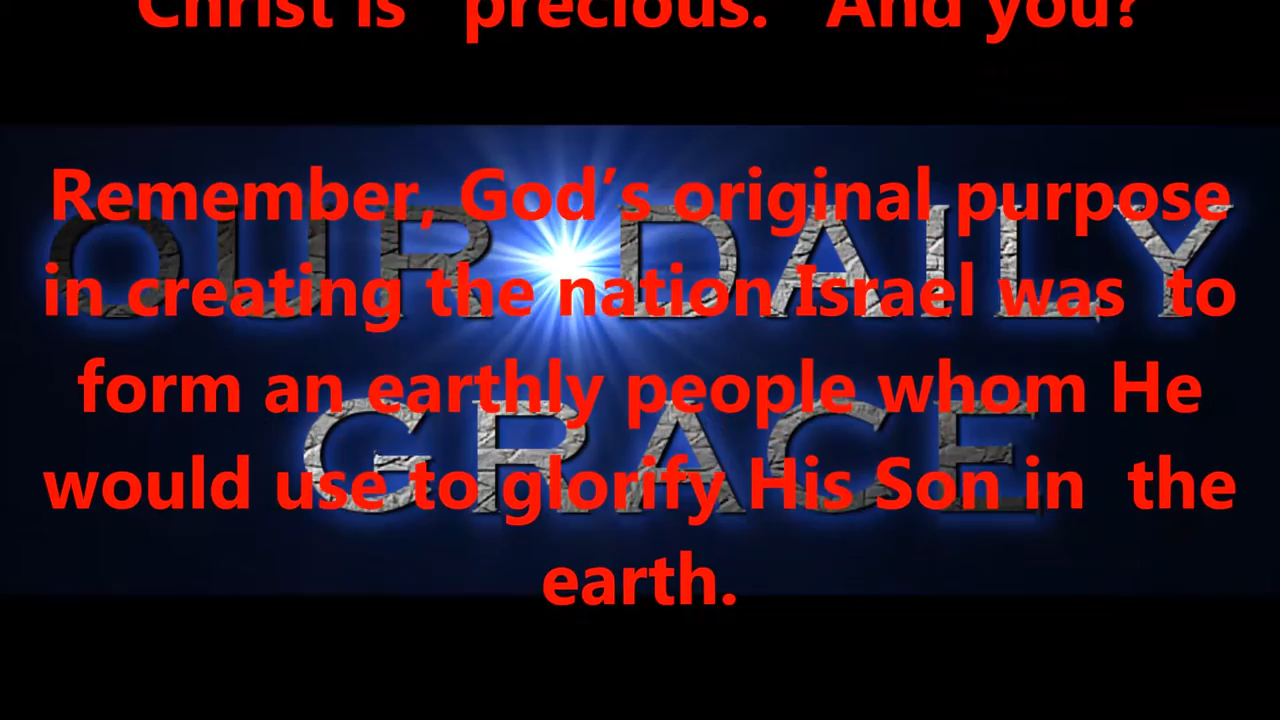 Christ is "precious." And you?
Remember, God's original purpose
in creating the nation Israel was to
form an earthly people whom He
would use to glorify His Son in the
earth.
OUR DAILY
GRACE